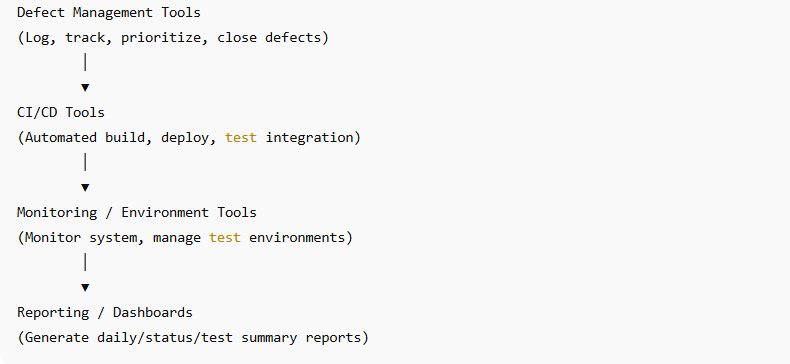 Defect Management Tools
(Log, track, prioritize, close defects)
│
▼
CI/CD Tools
(Automated build, deploy, test integration)
│
▼
Monitoring / Environment Tools
(Monitor system, manage test environments)
│
▼
Reporting / Dashboards
(Generate daily/status/test summary reports)